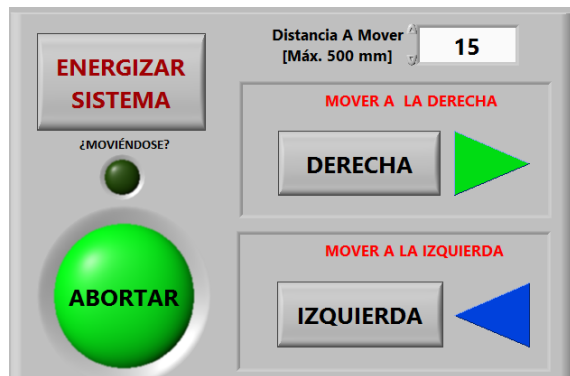 ENERGIZAR
SISTEMA
¿MOVIÉNDOSE?
ABORTAR
Distancia A Mover
[Máx. 500 mm]
15
MOVER A LA DERECHA
DERECHA
MOVER A LA IZQUIERDA
IZQUIERDA